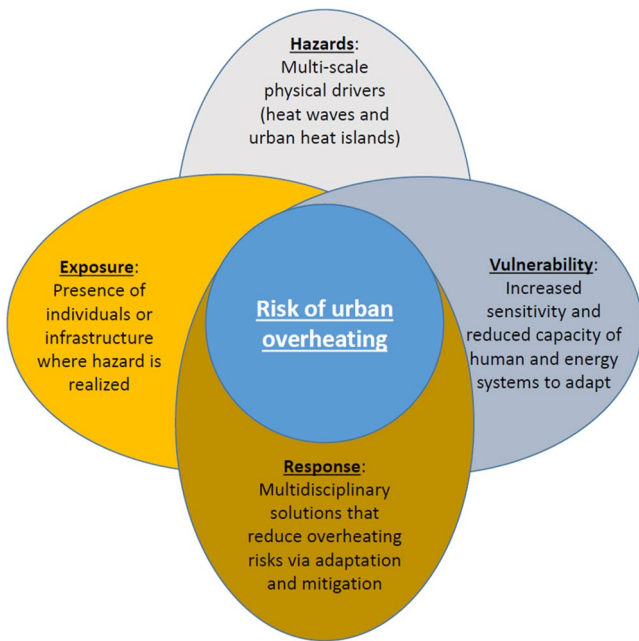 Hazards:
Multi-scale
physical drivers
(heat waves and
urban heat islands)
Exposure:
Presence of
individuals or
infrastructure
where hazard is
realized
Risk of urban
overheating
Vulnerability:
Increased
sensitivity and
reduced capacity of
human and energy
systems to adapt
Response:
Multidisciplinary
solutions that
reduce overheating
risks via adaptation
and mitigation